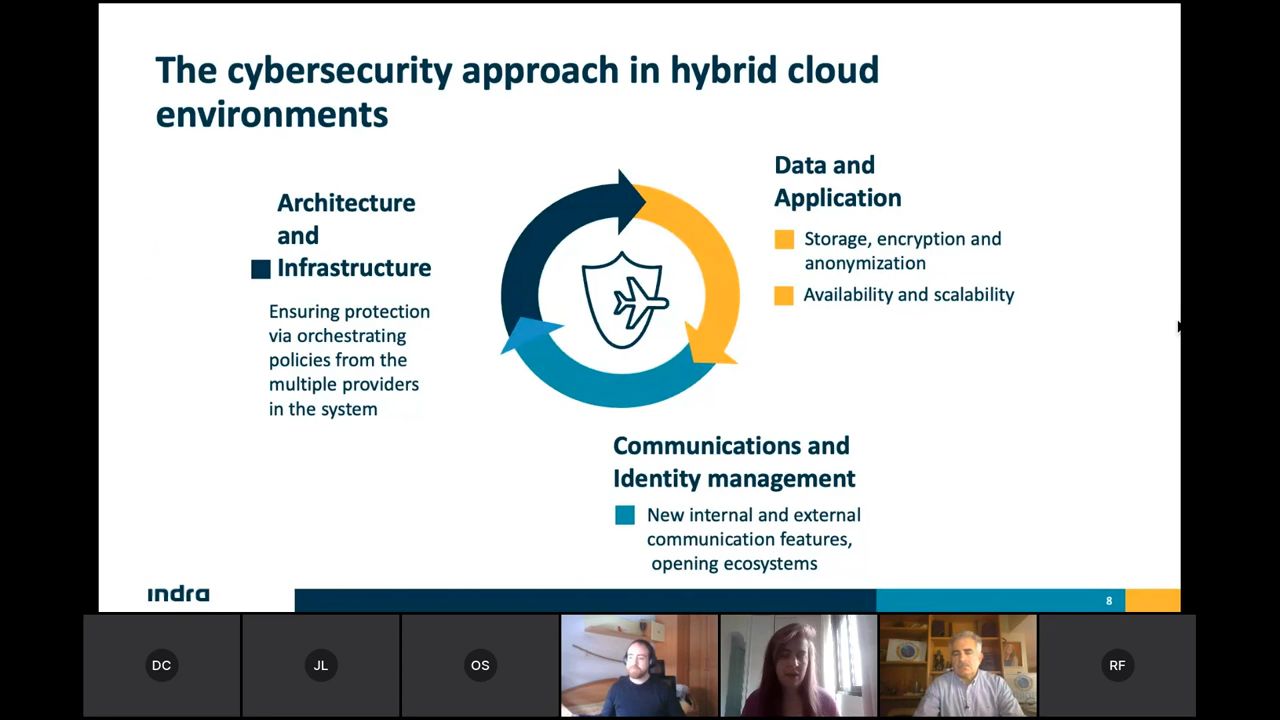 The cybersecurity approach in hybrid cloud
environments
Architecture
and
Infrastructure
Ensuring protection
via orchestrating
policies from the
multiple providers
in the system
Data and
Application
Storage, encryption and
anonymization
Availability and scalability
Communications and
Identity management
New internal and external
communication features,
opening ecosystems
indra
8
DC
JL
OS
RF